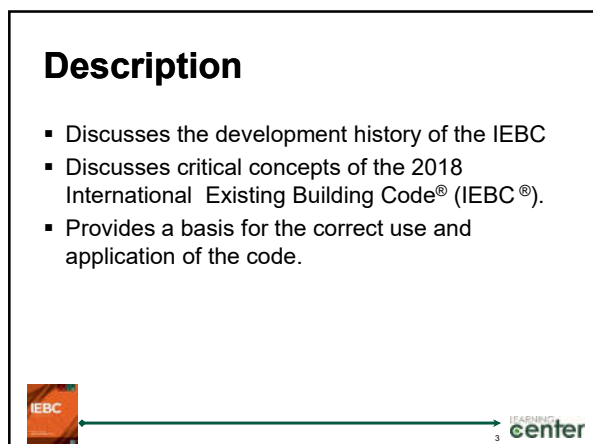 Description
▪ Discusses the development history of the IEBC
▪ Discusses critical concepts of the 2018
International  Existing Building Code® (IEBC ®).
▪ Provides a basis for the correct use and
application of the code.
IEBC
3
LEARNING
center